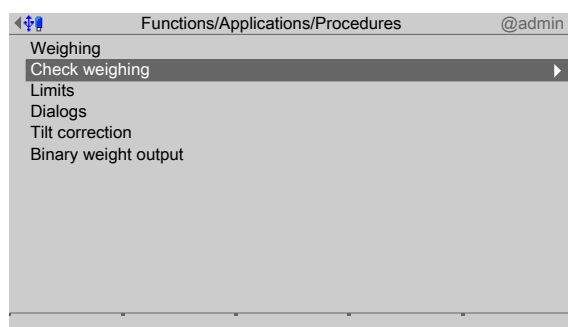 Functions/Applications/Procedures @admin
Weighing
Check weighing
Limits
Dialogs
Tilt correction
Binary weight output